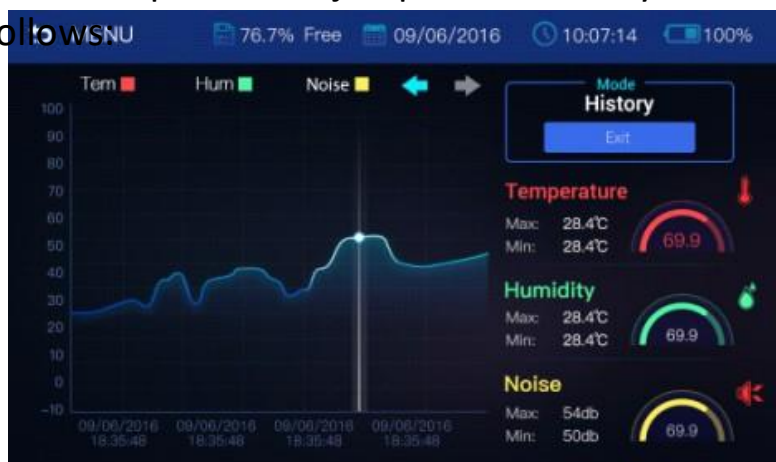 ollows:
MENU 76.7% Free 09/06/2016 10:07:14 100%
Tem Hum Noise
Mode
History
Exit
100
90
80
70
60
50
40
30
20
10
0
-10
09/06/2016 09/06/2016 09/06/2016 09/06/2016
18:35:48 18:35:48 18:35:48 18:35:48
Temperature
Max: 28.4℃
Min: 28.4℃
69.9
Humidity
Max: 28.4℃
Min: 28.4℃
69.9
Noise
Max: 54db
Min: 50db
69.9